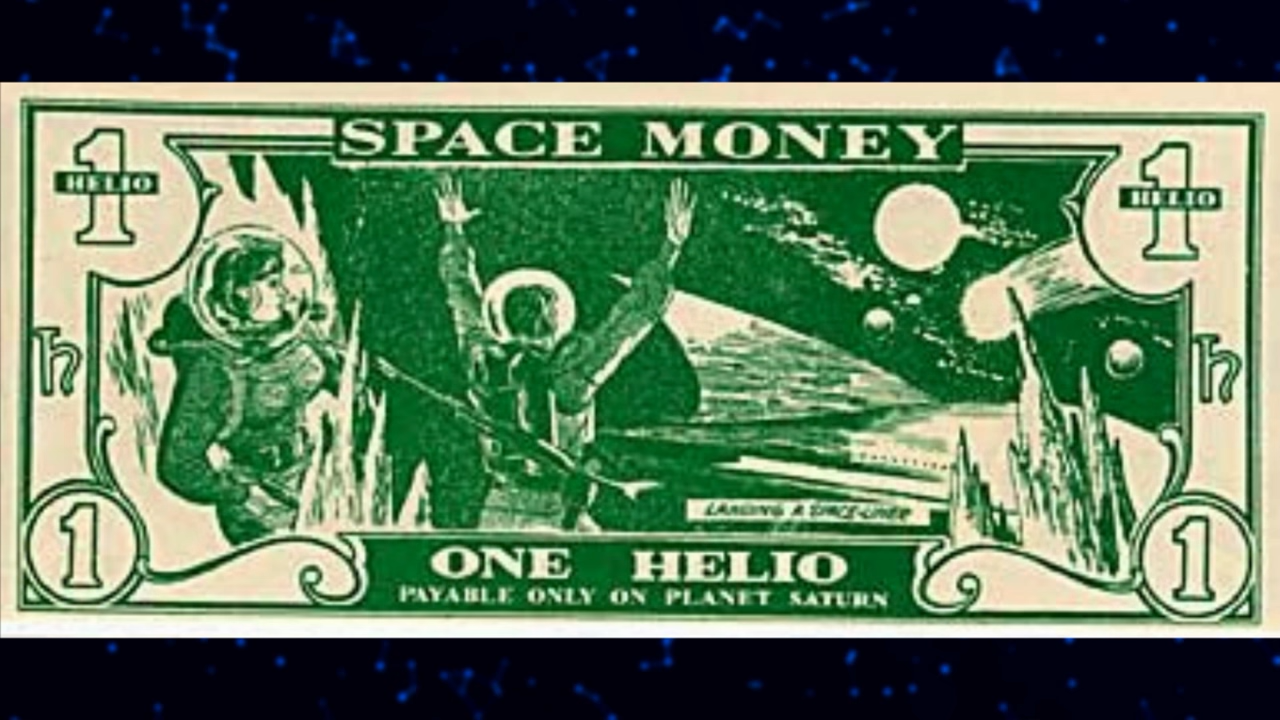 SPACE MONEY
1
HELIO
1
HELIO
♄
♄
LANDING A SPACE-LINER
1
ONE HELIO
1
PAYABLE ONLY ON PLANET SATURN